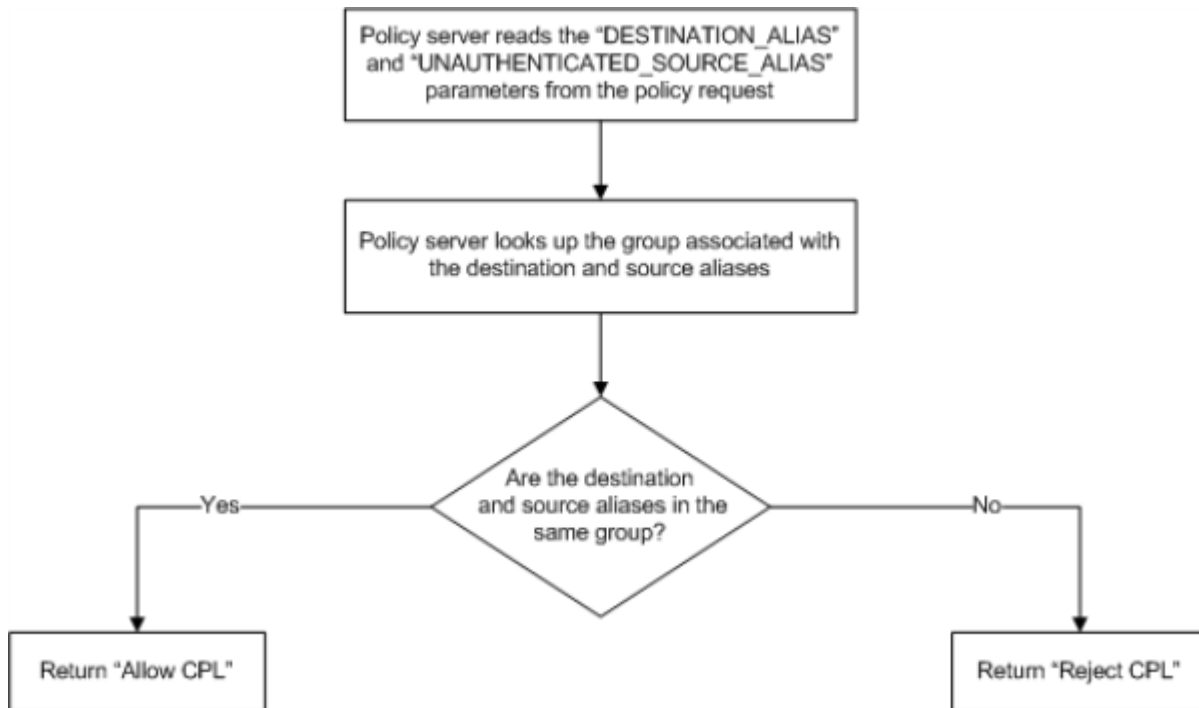 Policy server reads the “DESTINATION_ALIAS”
and “UNAUTHENTICATED_SOURCE_ALIAS”
parameters from the policy request
Policy server looks up the group associated with
the destination and source aliases
Are the destination
and source aliases in the
same group?
Yes
No
Return “Allow CPL”
Return “Reject CPL”